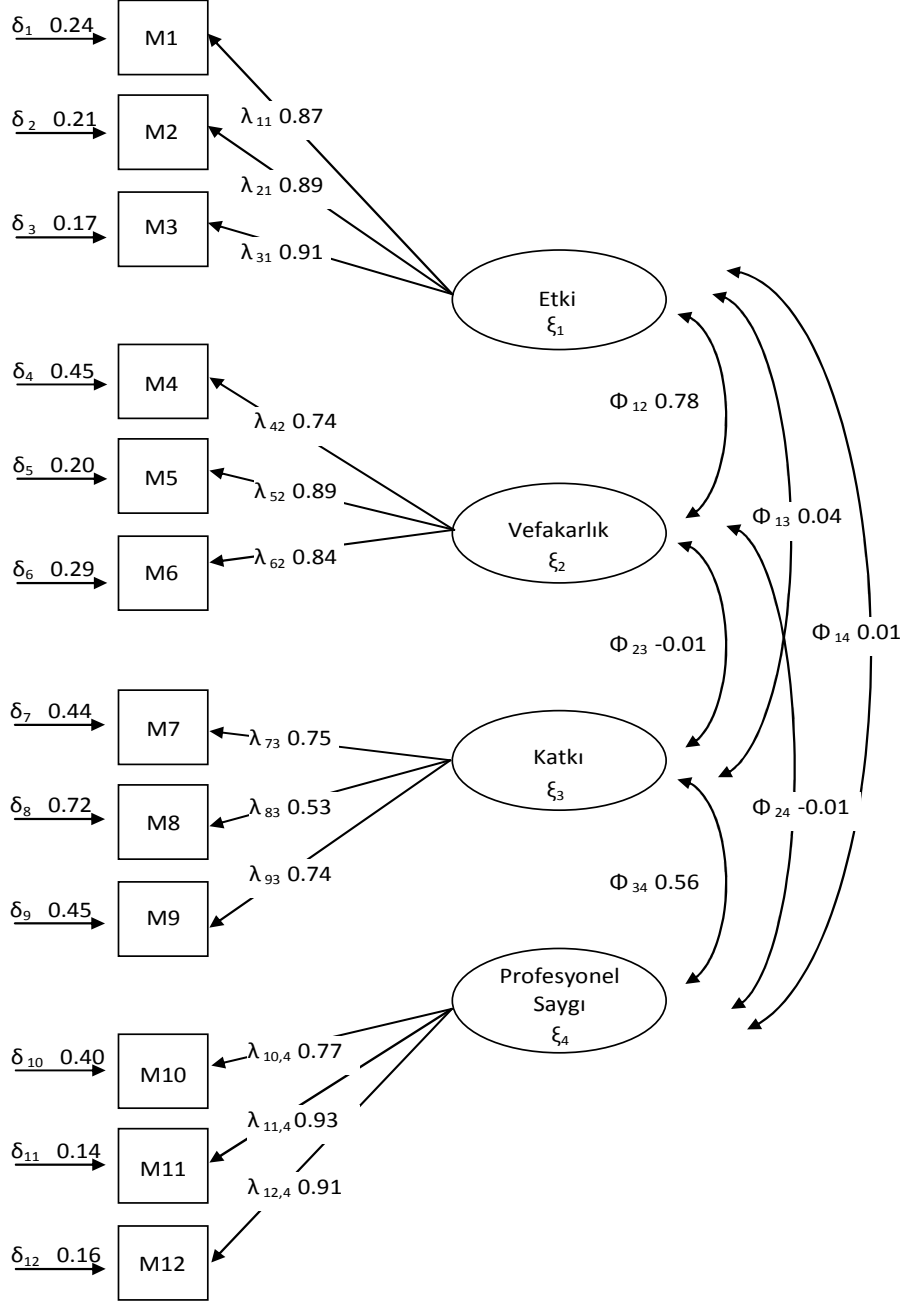 δ₁ 0.24
M1
λ₁₁ 0.87
δ₂ 0.21
M2
λ₂₁ 0.89
δ₃ 0.17
M3
λ₃₁ 0.91
Etki
ξ₁
δ₄ 0.45
M4
λ₄₂ 0.74
Φ₁₂ 0.78
δ₅ 0.20
M5
λ₅₂ 0.89
Vefakarlık
ξ₂
Φ₁₃ 0.04
δ₆ 0.29
M6
λ₆₂ 0.84
Φ₂₃ -0.01
Φ₁₄ 0.01
δ₇ 0.44
M7
λ₇₃ 0.75
Katkı
ξ₃
δ₈ 0.72
M8
λ₈₃ 0.53
Φ₂₄ -0.01
δ₉ 0.45
M9
λ₉₃ 0.74
Φ₃₄ 0.56
Profesyonel
Saygı
ξ₄
δ₁₀ 0.40
M10
λ₁₀,₄ 0.77
δ₁₁ 0.14
M11
λ₁₁,₄ 0.93
δ₁₂ 0.16
M12
λ₁₂,₄ 0.91